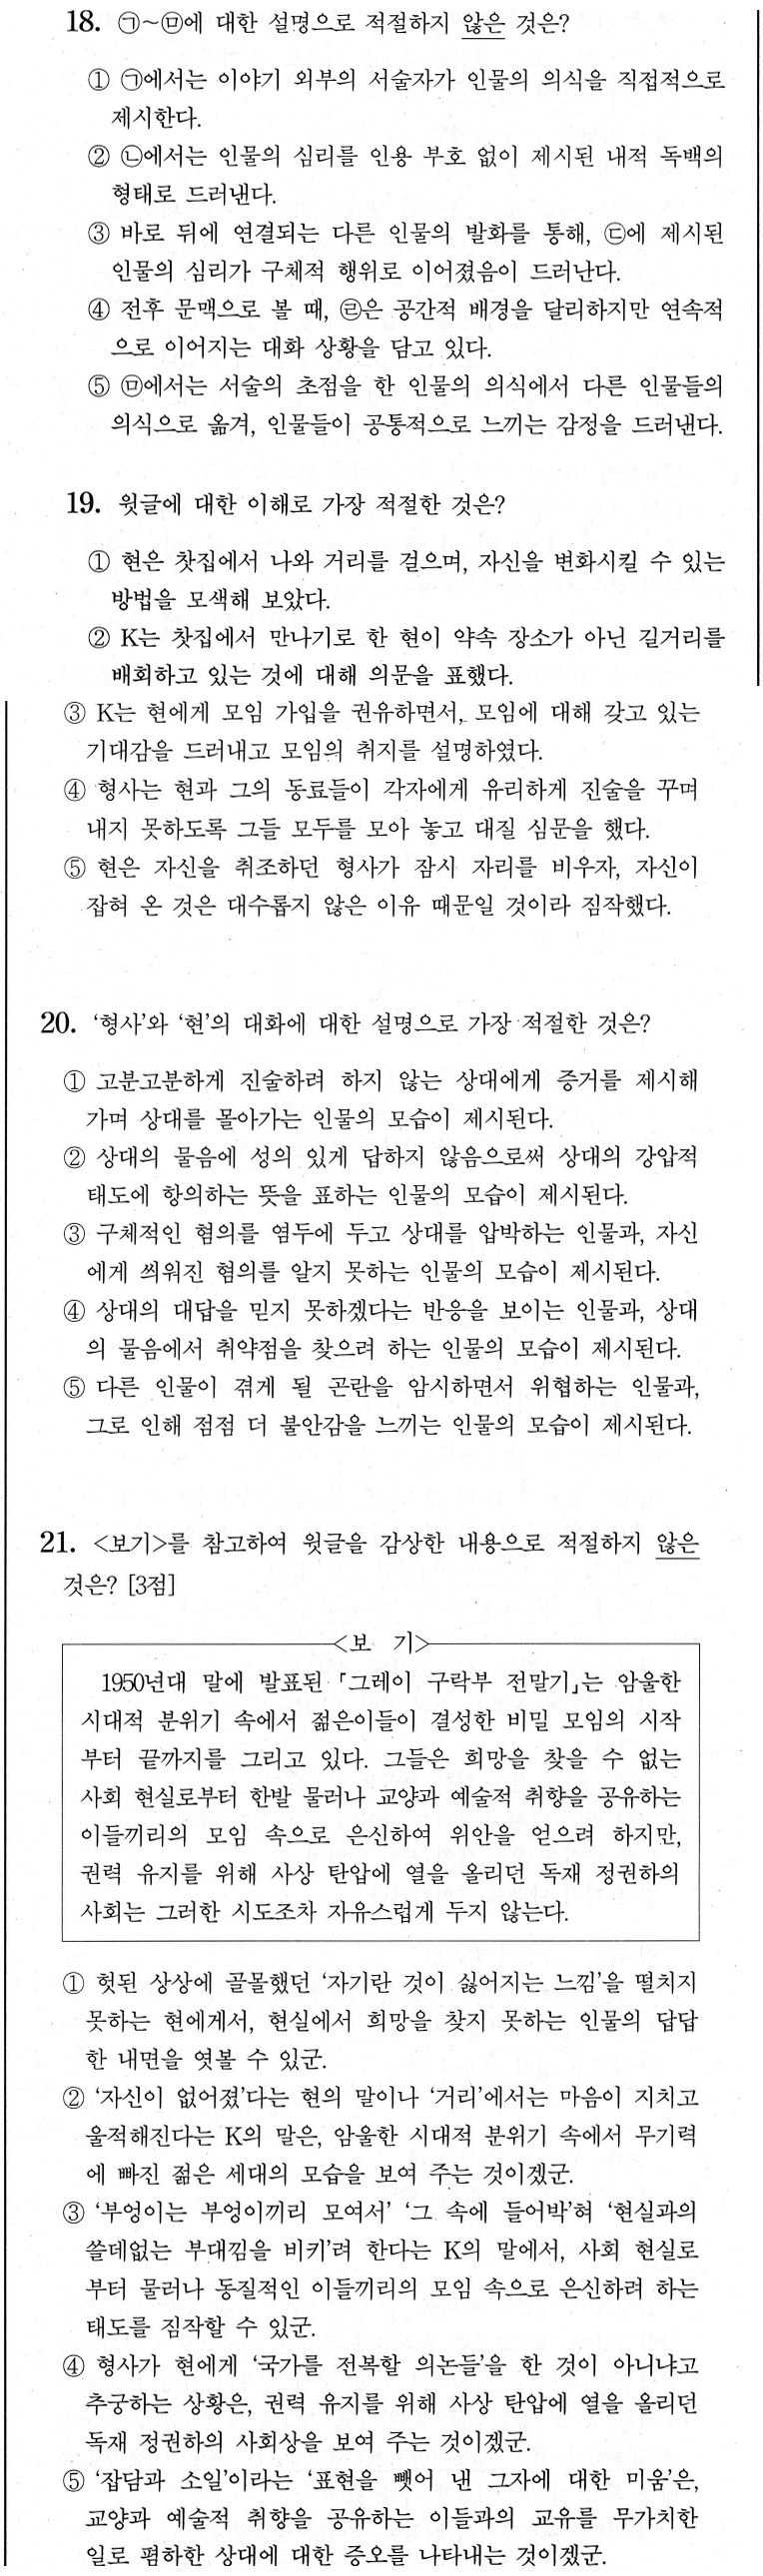 18. ㉠~㉤에 대한 설명으로 적절하지 않은 것은?
① ㉠에서는 이야기 외부의 서술자가 인물의 의식을 직접적으로
제시한다.
② ㉡에서는 인물의 심리를 인용 부호 없이 제시된 내적 독백의
형태로 드러낸다.
③ 바로 뒤에 연결되는 다른 인물의 발화를 통해, ㉢에 제시된
인물의 심리가 구체적 행위로 이어졌음이 드러난다.
④ 전후 문맥으로 볼 때, ㉣은 공간적 배경을 달리하지만 연속적
으로 이어지는 대화 상황을 담고 있다.
⑤ ㉤에서는 서술의 초점을 한 인물의 의식에서 다른 인물들의
의식으로 옮겨, 인물들이 공통적으로 느끼는 감정을 드러낸다.
19. 윗글에 대한 이해로 가장 적절한 것은?
① 현은 찻집에서 나와 거리를 걸으며, 자신을 변화시킬 수 있는
방법을 모색해 보았다.
② K는 찻집에서 만나기로 한 현이 약속 장소가 아닌 길거리를
배회하고 있는 것에 대해 의문을 표했다.
③ K는 현에게 모임 가입을 권유하면서, 모임에 대해 갖고 있는
기대감을 드러내고 모임의 취지를 설명하였다.
④ 형사는 현과 그의 동료들이 각자에게 유리하게 진술을 꾸며
내지 못하도록 그들 모두를 모아 놓고 대질 심문을 했다.
⑤ 현은 자신을 취조하던 형사가 잠시 자리를 비우자, 자신이
잡혀 온 것은 대수롭지 않은 이유 때문일 것이라 짐작했다.
20. ‘형사’와 ‘현’의 대화에 대한 설명으로 가장 적절한 것은?
① 고분고분하게 진술하려 하지 않는 상대에게 증거를 제시해
가며 상대를 몰아가는 인물의 모습이 제시된다.
② 상대의 물음에 성의 있게 답하지 않음으로써 상대의 강압적
태도에 항의하는 뜻을 표하는 인물의 모습이 제시된다.
③ 구체적인 혐의를 염두에 두고 상대를 압박하는 인물과, 자신
에게 씌워진 혐의를 알지 못하는 인물의 모습이 제시된다.
④ 상대의 대답을 믿지 못하겠다는 반응을 보이는 인물과, 상대
의 물음에서 취약점을 찾으려 하는 인물의 모습이 제시된다.
⑤ 다른 인물이 겪게 될 곤란을 암시하면서 위협하는 인물과,
그로 인해 점점 더 불안감을 느끼는 인물의 모습이 제시된다.
21. <보기>를 참고하여 윗글을 감상한 내용으로 적절하지 않은
것은? [3점]
<보 기>
1950년대 말에 발표된 「그레이 구락부 전말기」는 암울한
시대적 분위기 속에서 젊은이들이 결성한 비밀 모임의 시작
부터 끝까지를 그리고 있다. 그들은 희망을 찾을 수 없는
사회 현실로부터 한발 물러나 교양과 예술적 취향을 공유하는
이들끼리의 모임 속으로 은신하여 위안을 얻으려 하지만,
권력 유지를 위해 사상 탄압에 열을 올리던 독재 정권하의
사회는 그러한 시도조차 자유스럽게 두지 않는다.
① 헛된 상상에 골몰했던 ‘자기란 것이 싫어지는 느낌’을 떨치지
못하는 현에게서, 현실에서 희망을 찾지 못하는 인물의 답답
한 내면을 엿볼 수 있군.
② ‘자신이 없어졌’다는 현의 말이나 ‘거리’에서는 마음이 지치고
울적해진다는 K의 말은, 암울한 시대적 분위기 속에서 무기력
에 빠진 젊은 세대의 모습을 보여 주는 것이겠군.
③ ‘부엉이는 부엉이끼리 모여서’ ‘그 속에 들어박’혀 ‘현실과의
쓸데없는 부대낌을 비키’려 한다는 K의 말에서, 사회 현실로
부터 물러나 동질적인 이들끼리의 모임 속으로 은신하려 하는
태도를 짐작할 수 있군.
④ 형사가 현에게 ‘국가를 전복할 의논들’을 한 것이 아니냐고
추궁하는 상황은, 권력 유지를 위해 사상 탄압에 열을 올리던
독재 정권하의 사회상을 보여 주는 것이겠군.
⑤ ‘잡담과 소일’이라는 ‘표현을 뺏어 낸 그자에 대한 미움’은,
교양과 예술적 취향을 공유하는 이들과의 교유를 무가치한
일로 폄하한 상대에 대한 증오를 나타내는 것이겠군.